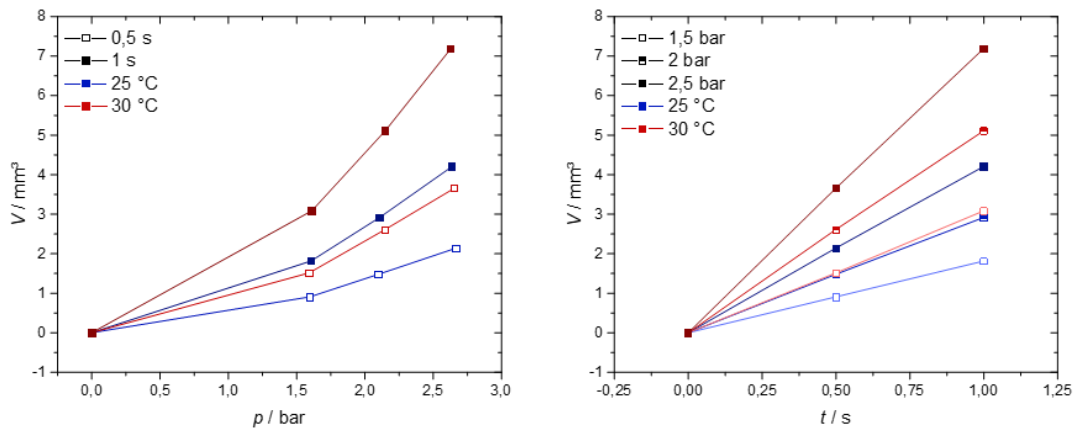 8
7
6
5
4
3
2
1
0
-1
V / mm³
0,5 s
1 s
25 °C
30 °C
0,0 0,5 1,0 1,5 2,0 2,5 3,0
p / bar
8
7
6
5
4
3
2
1
0
-1
V / mm³
1,5 bar
2 bar
2,5 bar
25 °C
30 °C
-0,25 0,00 0,25 0,50 0,75 1,00 1,25
t / s